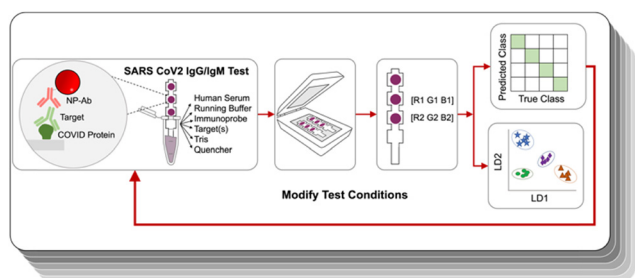 SARS CoV2 IgG/IgM Test
NP-Ab
Target
COVID Protein
Human Serum
Running Buffer
Immunoprobe
Target(s)
Tris
Quencher
[R1 G1 B1]
[R2 G2 B2]
Predicted Class
True Class
LD2
LD1
Modify Test Conditions